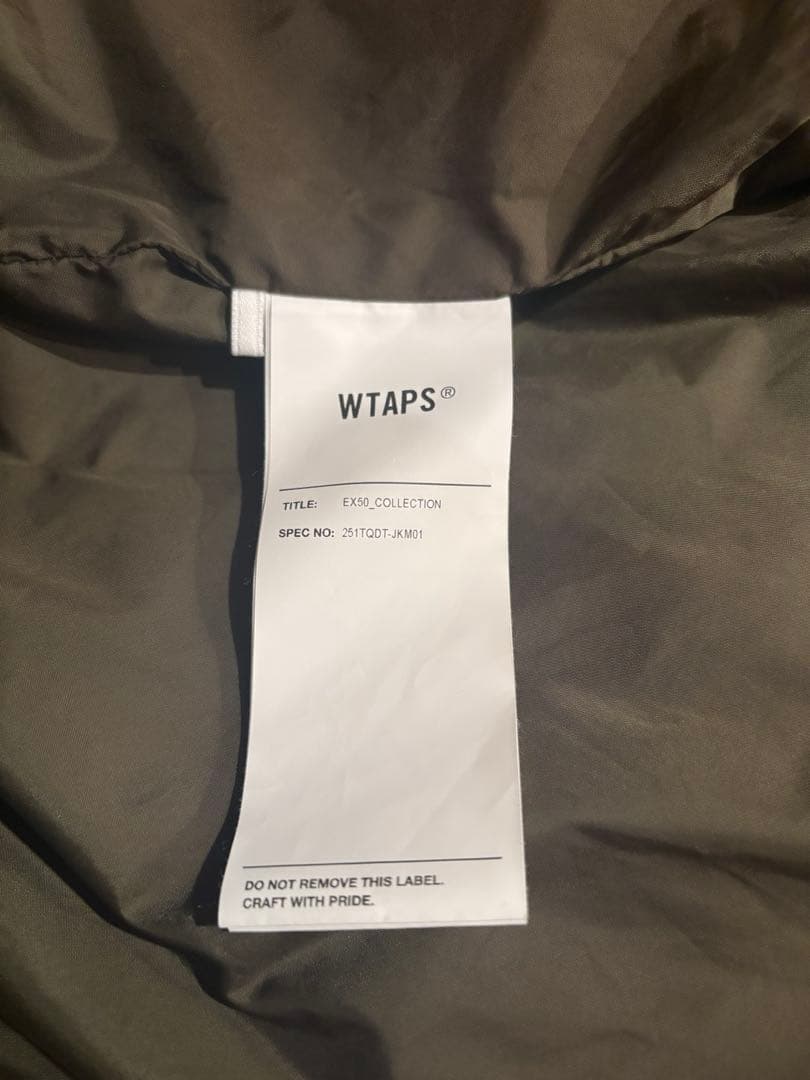 WTAPS®
TITLE: EX50_COLLECTION
SPEC NO: 251TQDT-JKM01
DO NOT REMOVE THIS LABEL.
CRAFT WITH PRIDE.